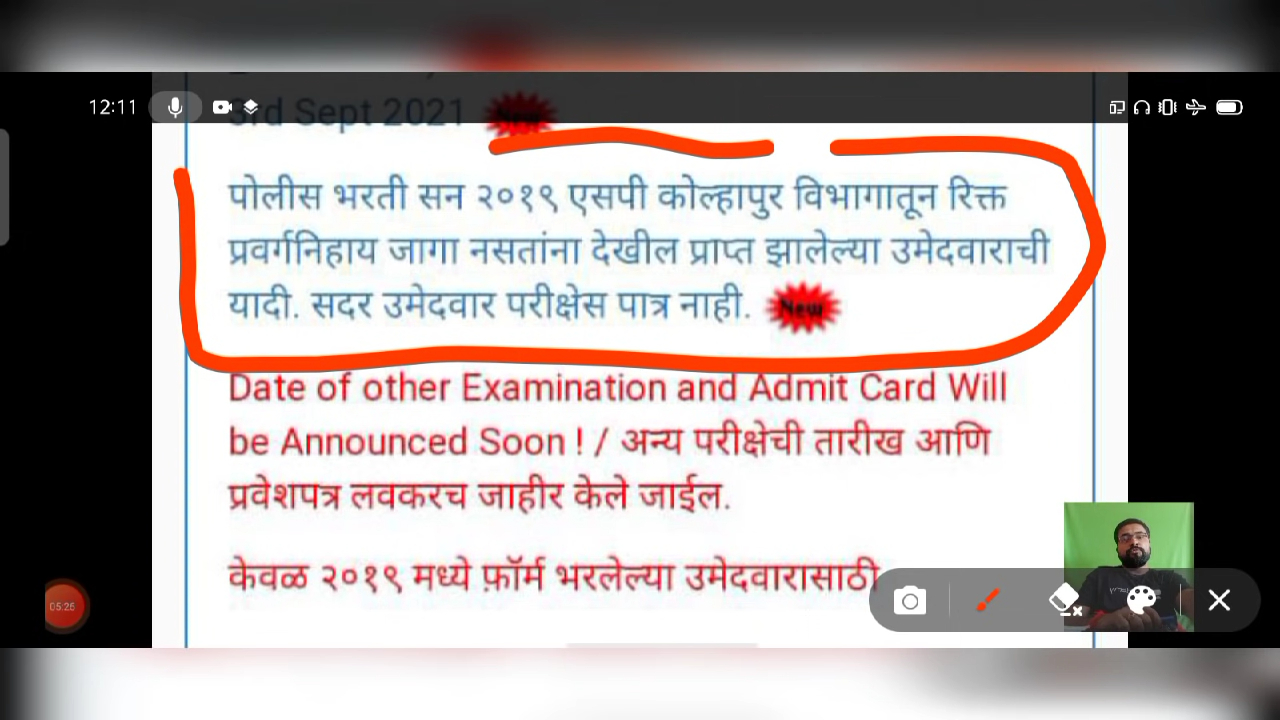 12:11
3rd Sept 2021 New
पोलीस भरती सन २०१९ एसपी कोल्हापुर विभागातून रिक्त
प्रवर्गनिहाय जागा नसतांना देखील प्राप्त झालेल्या उमेदवाराची
यादी. सदर उमेदवार परीक्षेस पात्र नाही. New
Date of other Examination and Admit Card Will
be Announced Soon ! / अन्य परीक्षेची तारीख आणि
प्रवेशपत्र लवकरच जाहीर केले जाईल.
केवळ २०१९ मध्ये फ़ॉर्म भरलेल्या उमेदवारासाठी
05:26